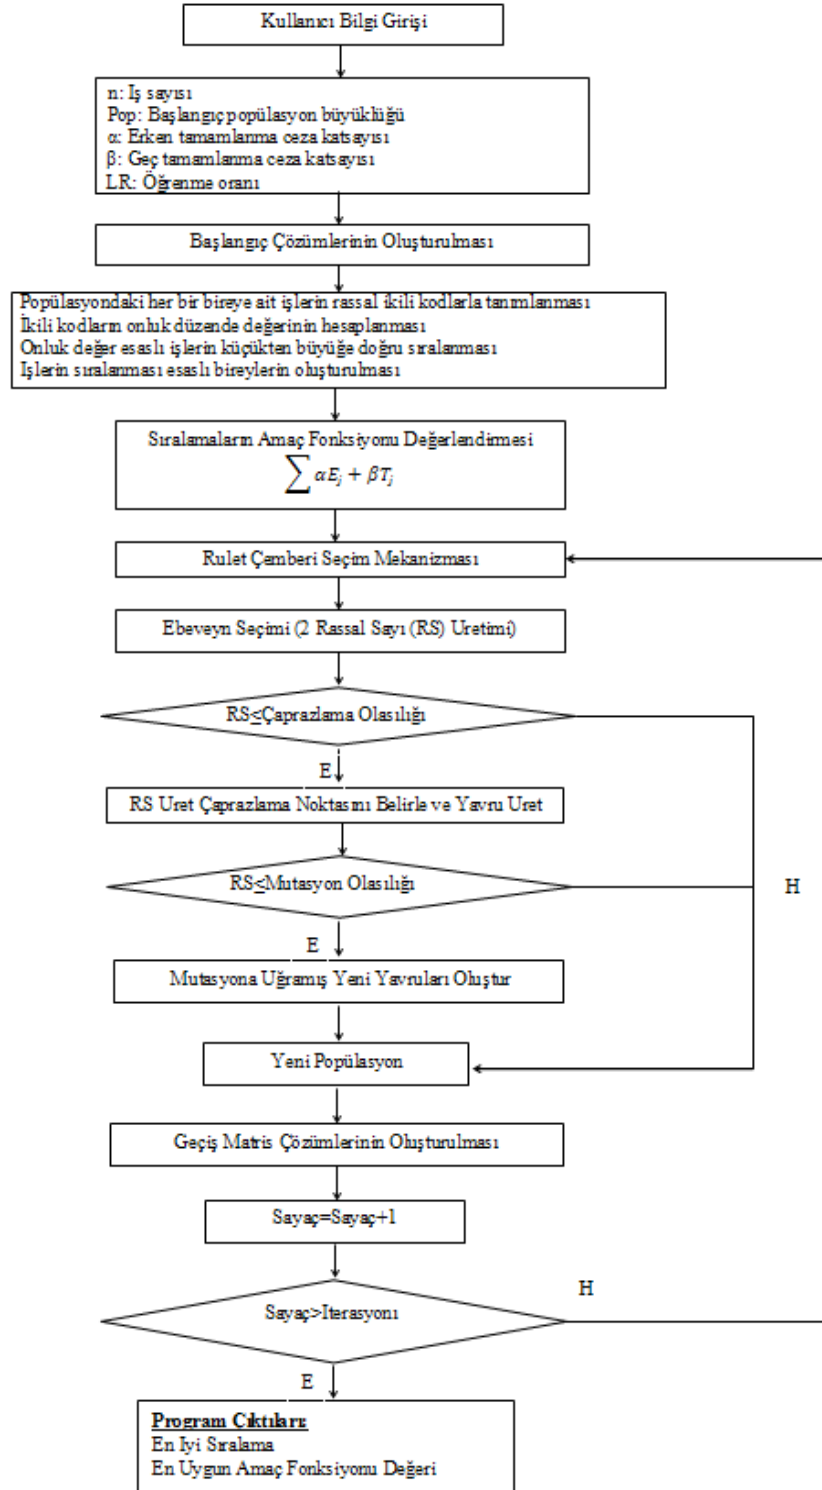 Kullanıcı Bilgi Girişi
n: İş sayısı
Pop: Başlangıç popülasyon büyüklüğü
α: Erken tamamlanma ceza katsayısı
β: Geç tamamlanma ceza katsayısı
LR: Öğrenme oranı
Başlangıç Çözümlerinin Oluşturulması
Popülasyondaki her bir bireye ait işlerin rassal ikili kodlarla tanımlanması
İkili kodların onluk düzende değerinin hesaplanması
Onluk değer esaslı işlerin küçükten büyüğe doğru sıralanması
İşlerin sıralanması esaslı bireylerin oluşturulması
Sıralamaların Amaç Fonksiyonu Değerlendirmesi
∑ αE_j + βT_j
Rulet Çemberi Seçim Mekanizması
Ebeveyn Seçimi (2 Rassal Sayı (RS) Üretimi)
RS≤Çaprazlama Olasılığı
E
RS Üret Çaprazlama Noktasını Belirle ve Yavru Üret
RS≤Mutasyon Olasılığı
H
E
Mutasyona Uğramış Yeni Yavruları Oluştur
Yeni Popülasyon
Geçiş Matris Çözümlerinin Oluşturulması
Sayaç=Sayaç+1
H
Sayaç>İterasyonı
E
Program Çıktıları:
En İyi Sıralama
En Uygun Amaç Fonksiyonu Değeri